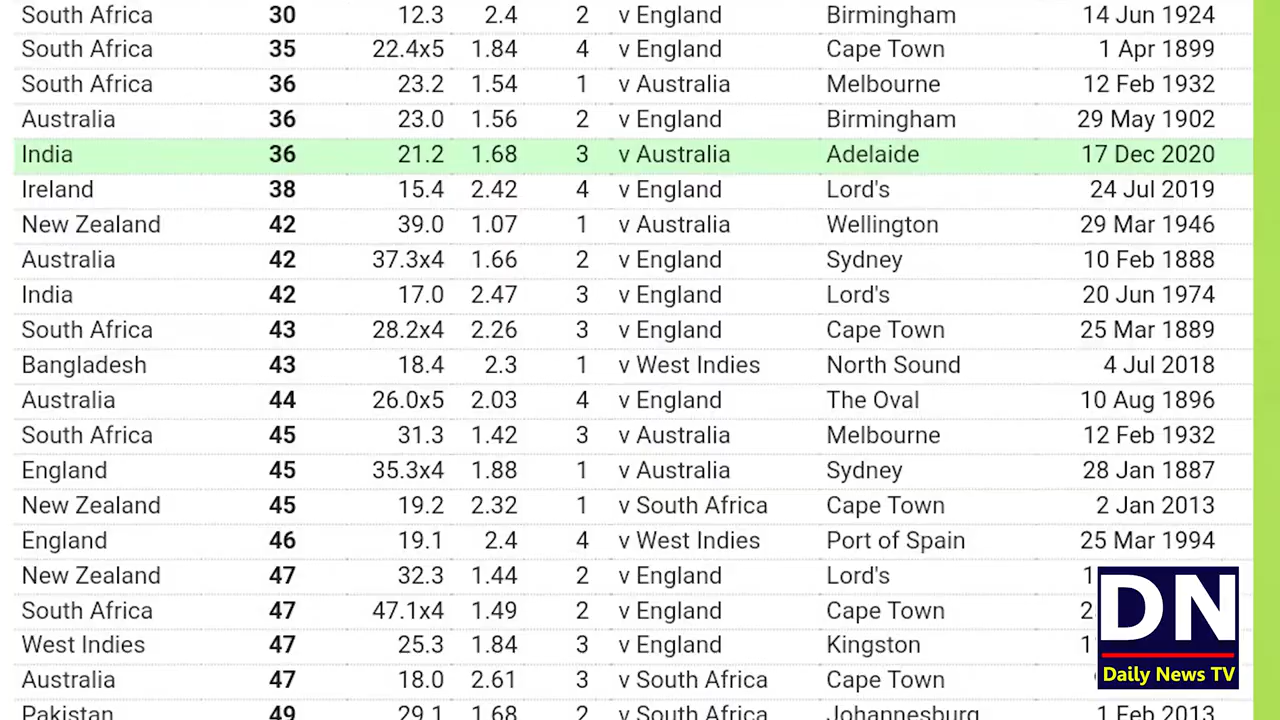 South Africa 30 12.3 2.4 2 v England Birmingham 14 Jun 1924
South Africa 35 22.4x5 1.84 4 v England Cape Town 1 Apr 1899
South Africa 36 23.2 1.54 1 v Australia Melbourne 12 Feb 1932
Australia 36 23.0 1.56 2 v England Birmingham 29 May 1902
India 36 21.2 1.68 3 v Australia Adelaide 17 Dec 2020
Ireland 38 15.4 2.42 4 v England Lord's 24 Jul 2019
New Zealand 42 39.0 1.07 1 v Australia Wellington 29 Mar 1946
Australia 42 37.3x4 1.66 2 v England Sydney 10 Feb 1888
India 42 17.0 2.47 3 v England Lord's 20 Jun 1974
South Africa 43 28.2x4 2.26 3 v England Cape Town 25 Mar 1889
Bangladesh 43 18.4 2.3 1 v West Indies North Sound 4 Jul 2018
Australia 44 26.0x5 2.03 4 v England The Oval 10 Aug 1896
South Africa 45 31.3 1.42 3 v Australia Melbourne 12 Feb 1932
England 45 35.3x4 1.88 1 v Australia Sydney 28 Jan 1887
New Zealand 45 19.2 2.32 1 v South Africa Cape Town 2 Jan 2013
England 46 19.1 2.4 4 v West Indies Port of Spain 25 Mar 1994
New Zealand 47 32.3 1.44 2 v England Lord's
South Africa 47 47.1x4 1.49 2 v England Cape Town
West Indies 47 25.3 1.84 3 v England Kingston
Australia 47 18.0 2.61 3 v South Africa Cape Town
Pakistan 49 29.1 1.68 2 v South Africa Johannesburg 1 Feb 2013
DN
Daily News TV